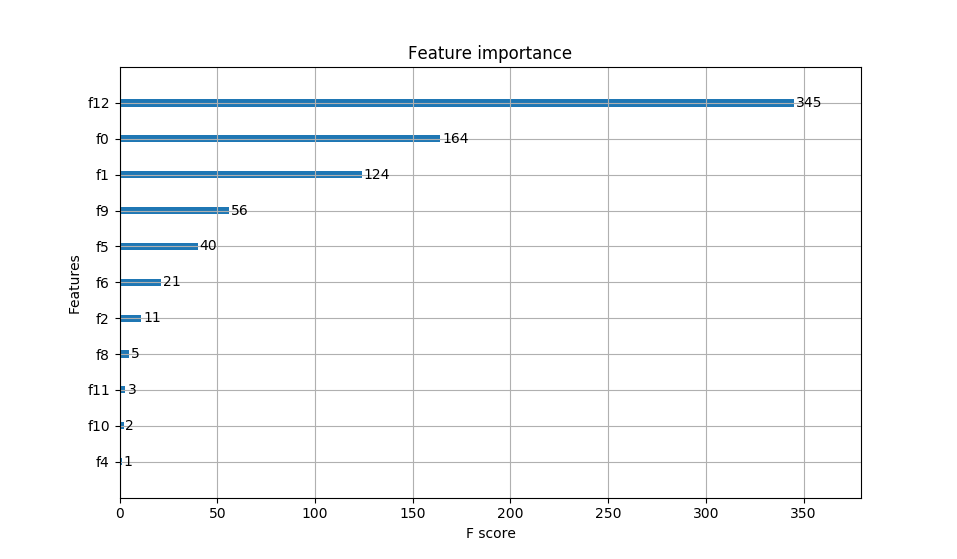 Feature importance
f12 345
f0 164
f1 124
f9 56
f5 40
f6 21
f2 11
f8 5
f11 3
f10 2
f4 1
Features
0 50 100 150 200 250 300 350
F score